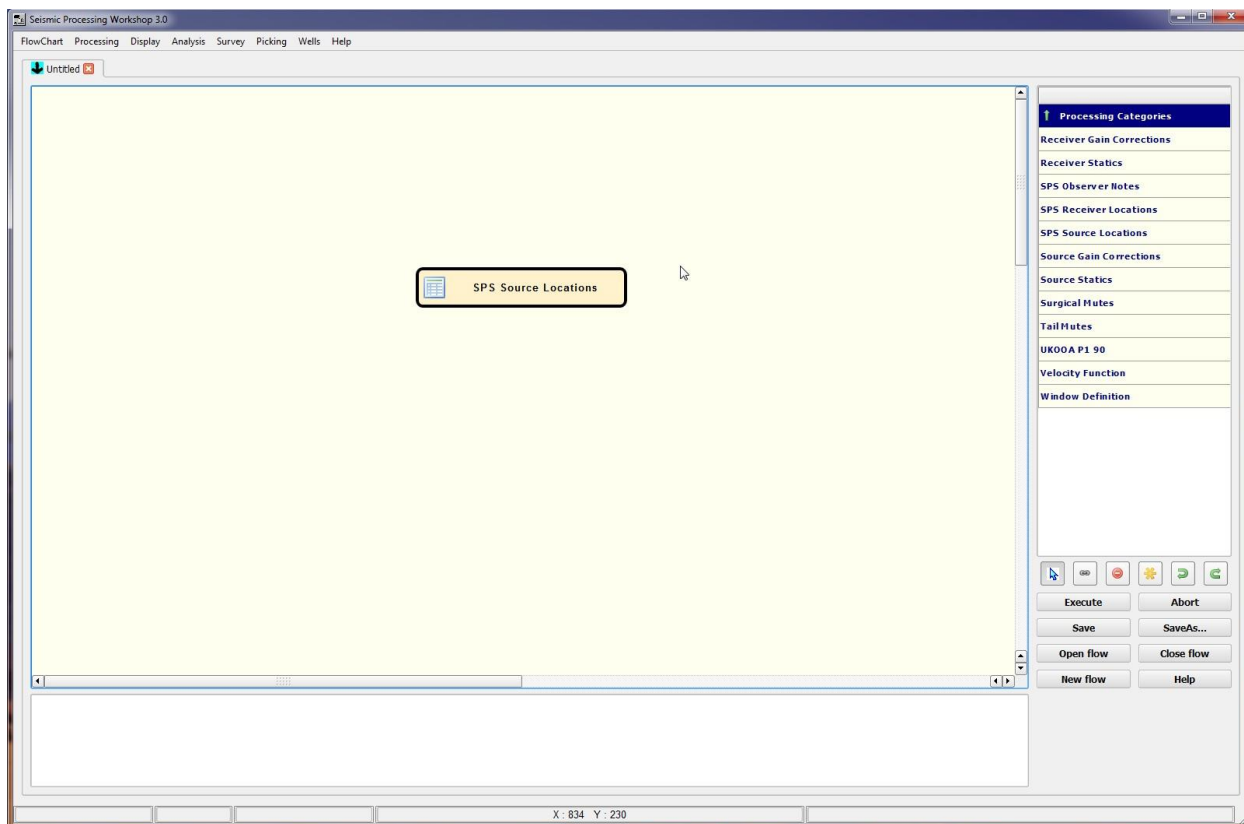 Seismic Processing Workshop 3.0
FlowChart Processing Display Analysis Survey Picking Wells Help
Untitled
SPS Source Locations
Processing Categories
Receiver Gain Corrections
Receiver Statics
SPS Observer Notes
SPS Receiver Locations
SPS Source Locations
Source Gain Corrections
Source Statics
Surgical Mutes
Tail Mutes
UKOOA P1 90
Velocity Function
Window Definition
Execute Abort
Save SaveAs...
Open flow Close flow
New flow Help
X : 834 Y : 230